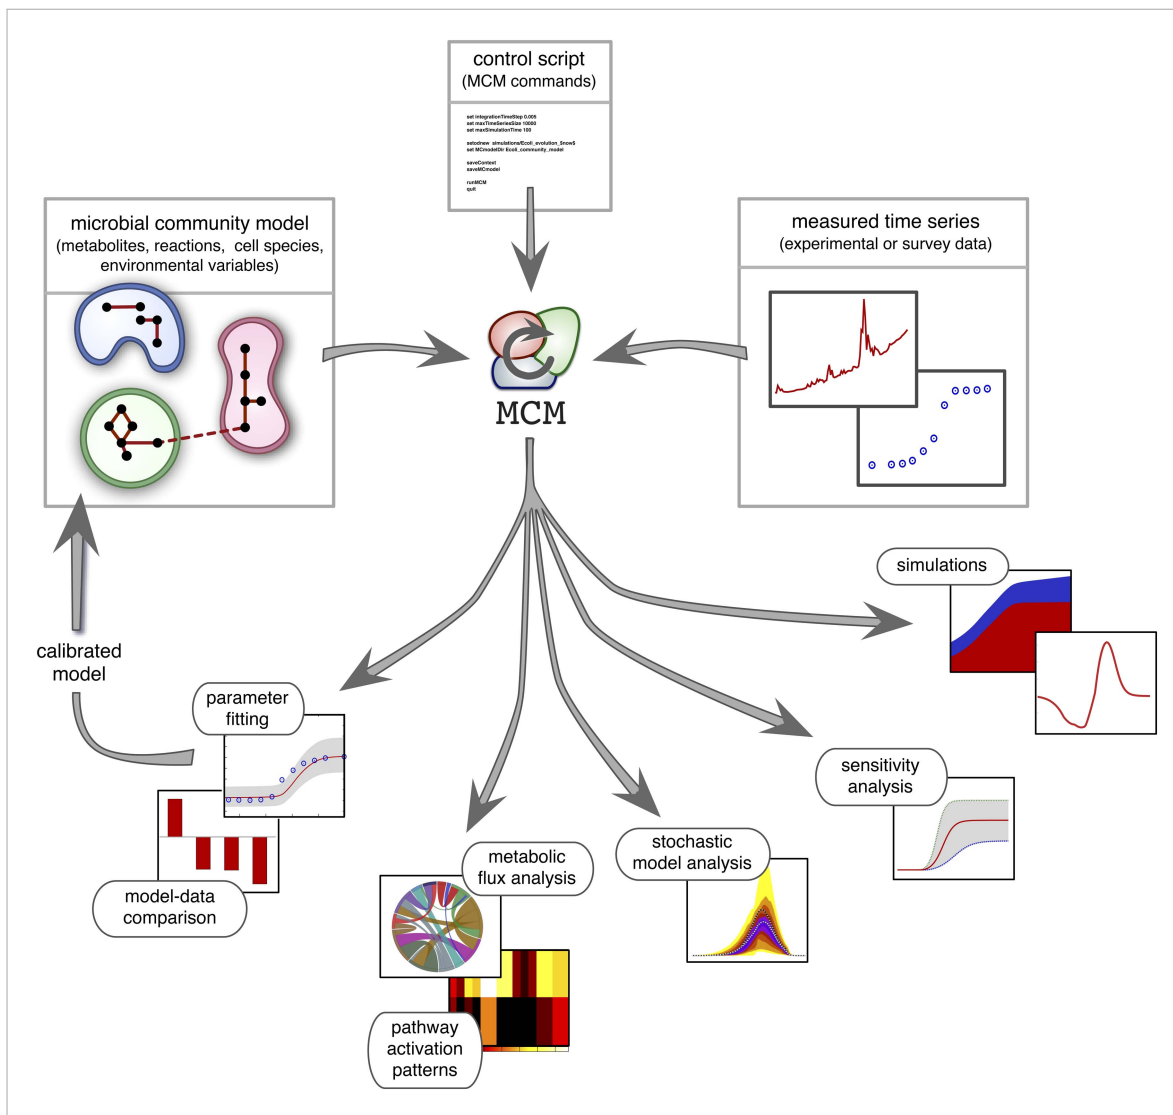 control script
(MCM commands)
set integrationTimeStep 0.005
set maxTimeSeriesSize 10000
set maxSimulationTime 100
setodnew simulations/Ecoli_evolution_$now$
set MCmodelDir Ecoli_community_model
saveContext
saveMCmodel
runMCM
quit
microbial community model
(metabolites, reactions, cell species,
environmental variables)
measured time series
(experimental or survey data)
MCM
simulations
calibrated
model
parameter
fitting
sensitivity
analysis
stochastic
model analysis
metabolic
flux analysis
model-data
comparison
pathway
activation
patterns